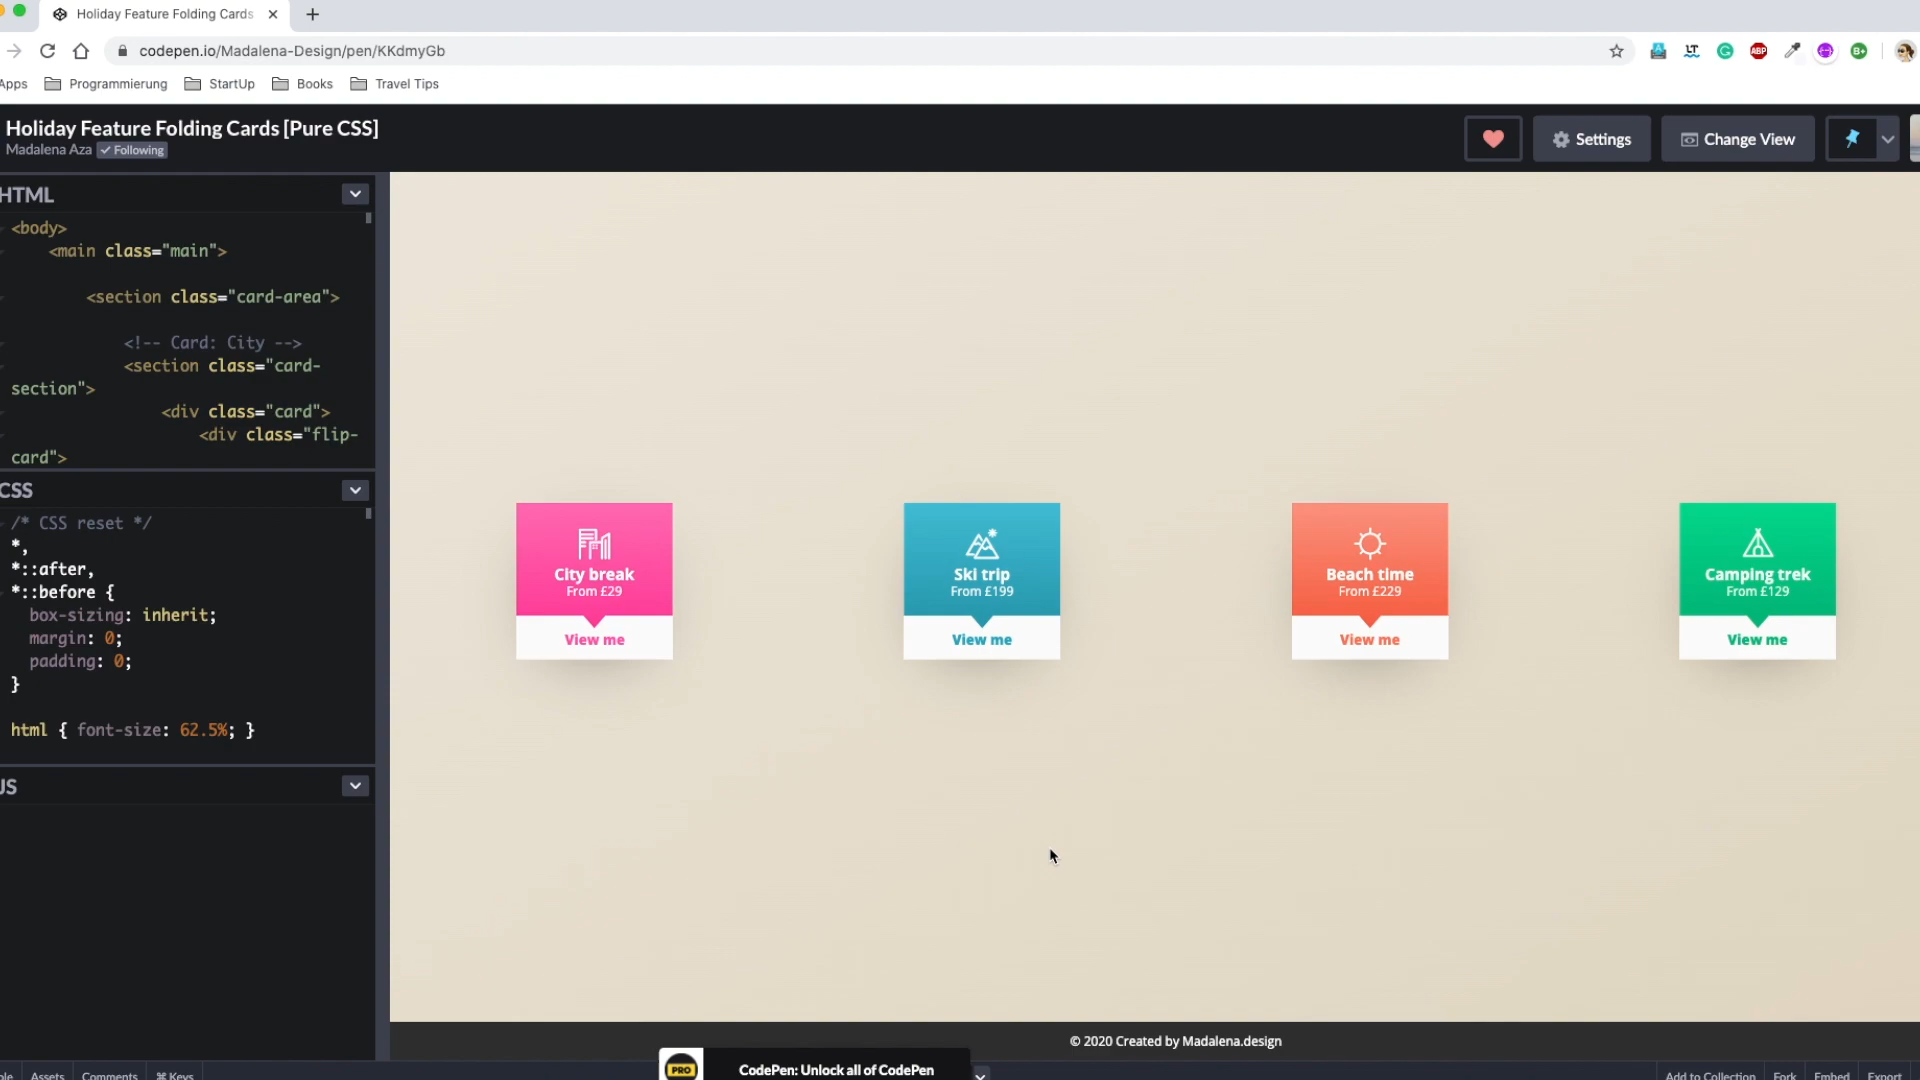 Holiday Feature Folding Cards
codepen.io/Madalena-Design/pen/KKdmyGb
LT
ABP
B+
Apps
Programmierung
StartUp
Books
Travel Tips
Holiday Feature Folding Cards [Pure CSS]
Madalena Aza ✓ Following
Settings
Change View
HTML
<body>
<main class="main">
<section class="card-area">
<!-- Card: City -->
<section class="card-
section">
<div class="card">
<div class="flip-
card">
CSS
/* CSS reset */
*,
*::after,
*::before {
box-sizing: inherit;
margin: 0;
padding: 0;
}
html { font-size: 62.5%; }
JS
City break
From £29
View me
Ski trip
From £199
View me
Beach time
From £229
View me
Camping trek
From £129
View me
© 2020 Created by Madalena.design
PRO
CodePen: Unlock all of CodePen
Assets
Comments
⌘ Keys
Add to Collection
Fork
Embed
Export